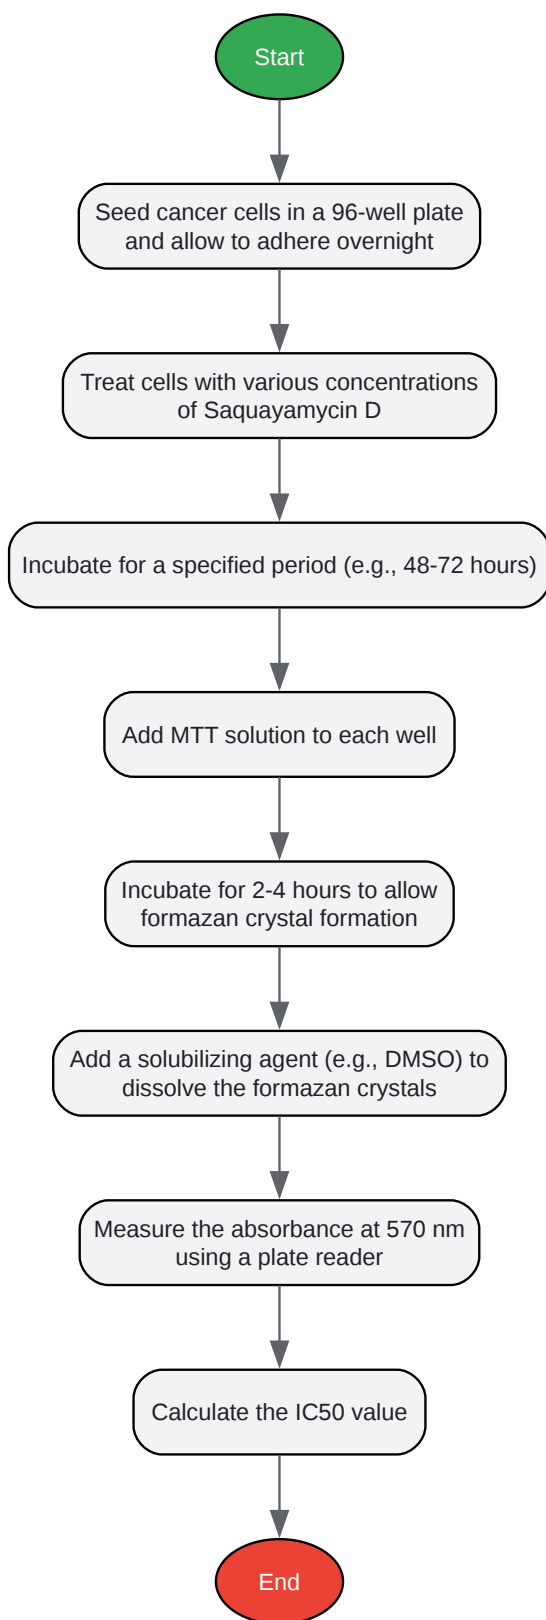 Start
Seed cancer cells in a 96-well plate
and allow to adhere overnight
Treat cells with various concentrations
of Saquayamycin D
Incubate for a specified period (e.g., 48-72 hours)
Add MTT solution to each well
Incubate for 2-4 hours to allow
formazan crystal formation
Add a solubilizing agent (e.g., DMSO) to
dissolve the formazan crystals
Measure the absorbance at 570 nm
using a plate reader
Calculate the IC50 value
End